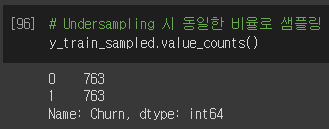 [96] # Undersampling 시 동일한 비율로 샘플링
y_train_sampled.value_counts()
0    763
1    763
Name: Churn, dtype: int64